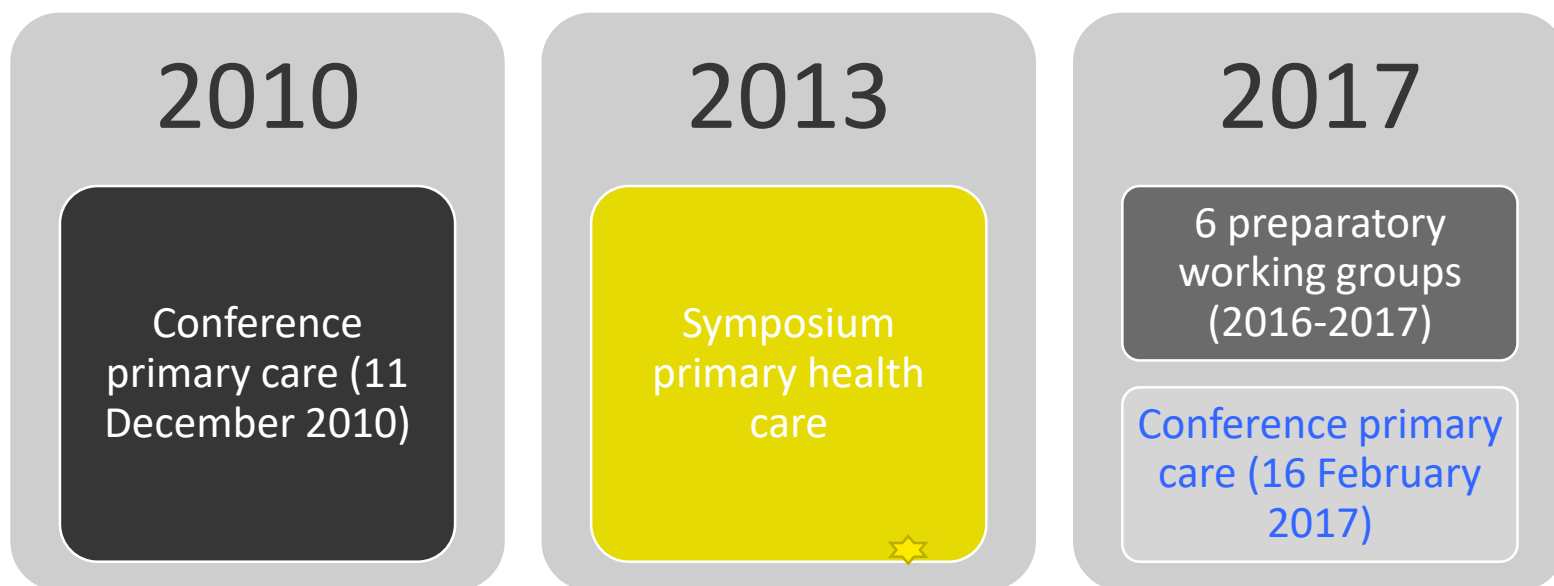 2010
Conference
primary care (11
December 2010)
2013
Symposium
primary health
care
2017
6 preparatory
working groups
(2016-2017)
Conference primary
care (16 February
2017)